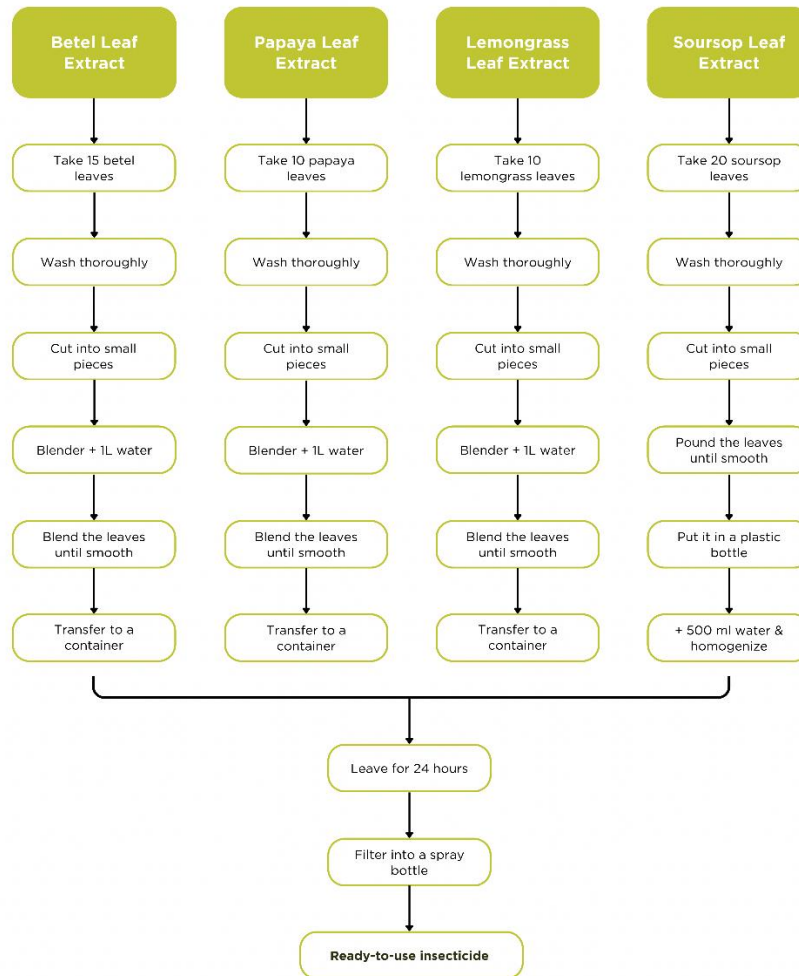 Betel Leaf
Extract
Papaya Leaf
Extract
Lemongrass
Leaf Extract
Soursop Leaf
Extract
Take 15 betel
leaves
Take 10 papaya
leaves
Take 10
lemongrass leaves
Take 20 soursop
leaves
Wash thoroughly
Wash thoroughly
Wash thoroughly
Wash thoroughly
Cut into small
pieces
Cut into small
pieces
Cut into small
pieces
Cut into small
pieces
Blender + 1L water
Blender + 1L water
Blender + 1L water
Pound the leaves
until smooth
Blend the leaves
until smooth
Blend the leaves
until smooth
Blend the leaves
until smooth
Put it in a plastic
bottle
Transfer to a
container
Transfer to a
container
Transfer to a
container
+ 500 ml water &
homogenize
Leave for 24 hours
Filter into a spray
bottle
Ready-to-use insecticide